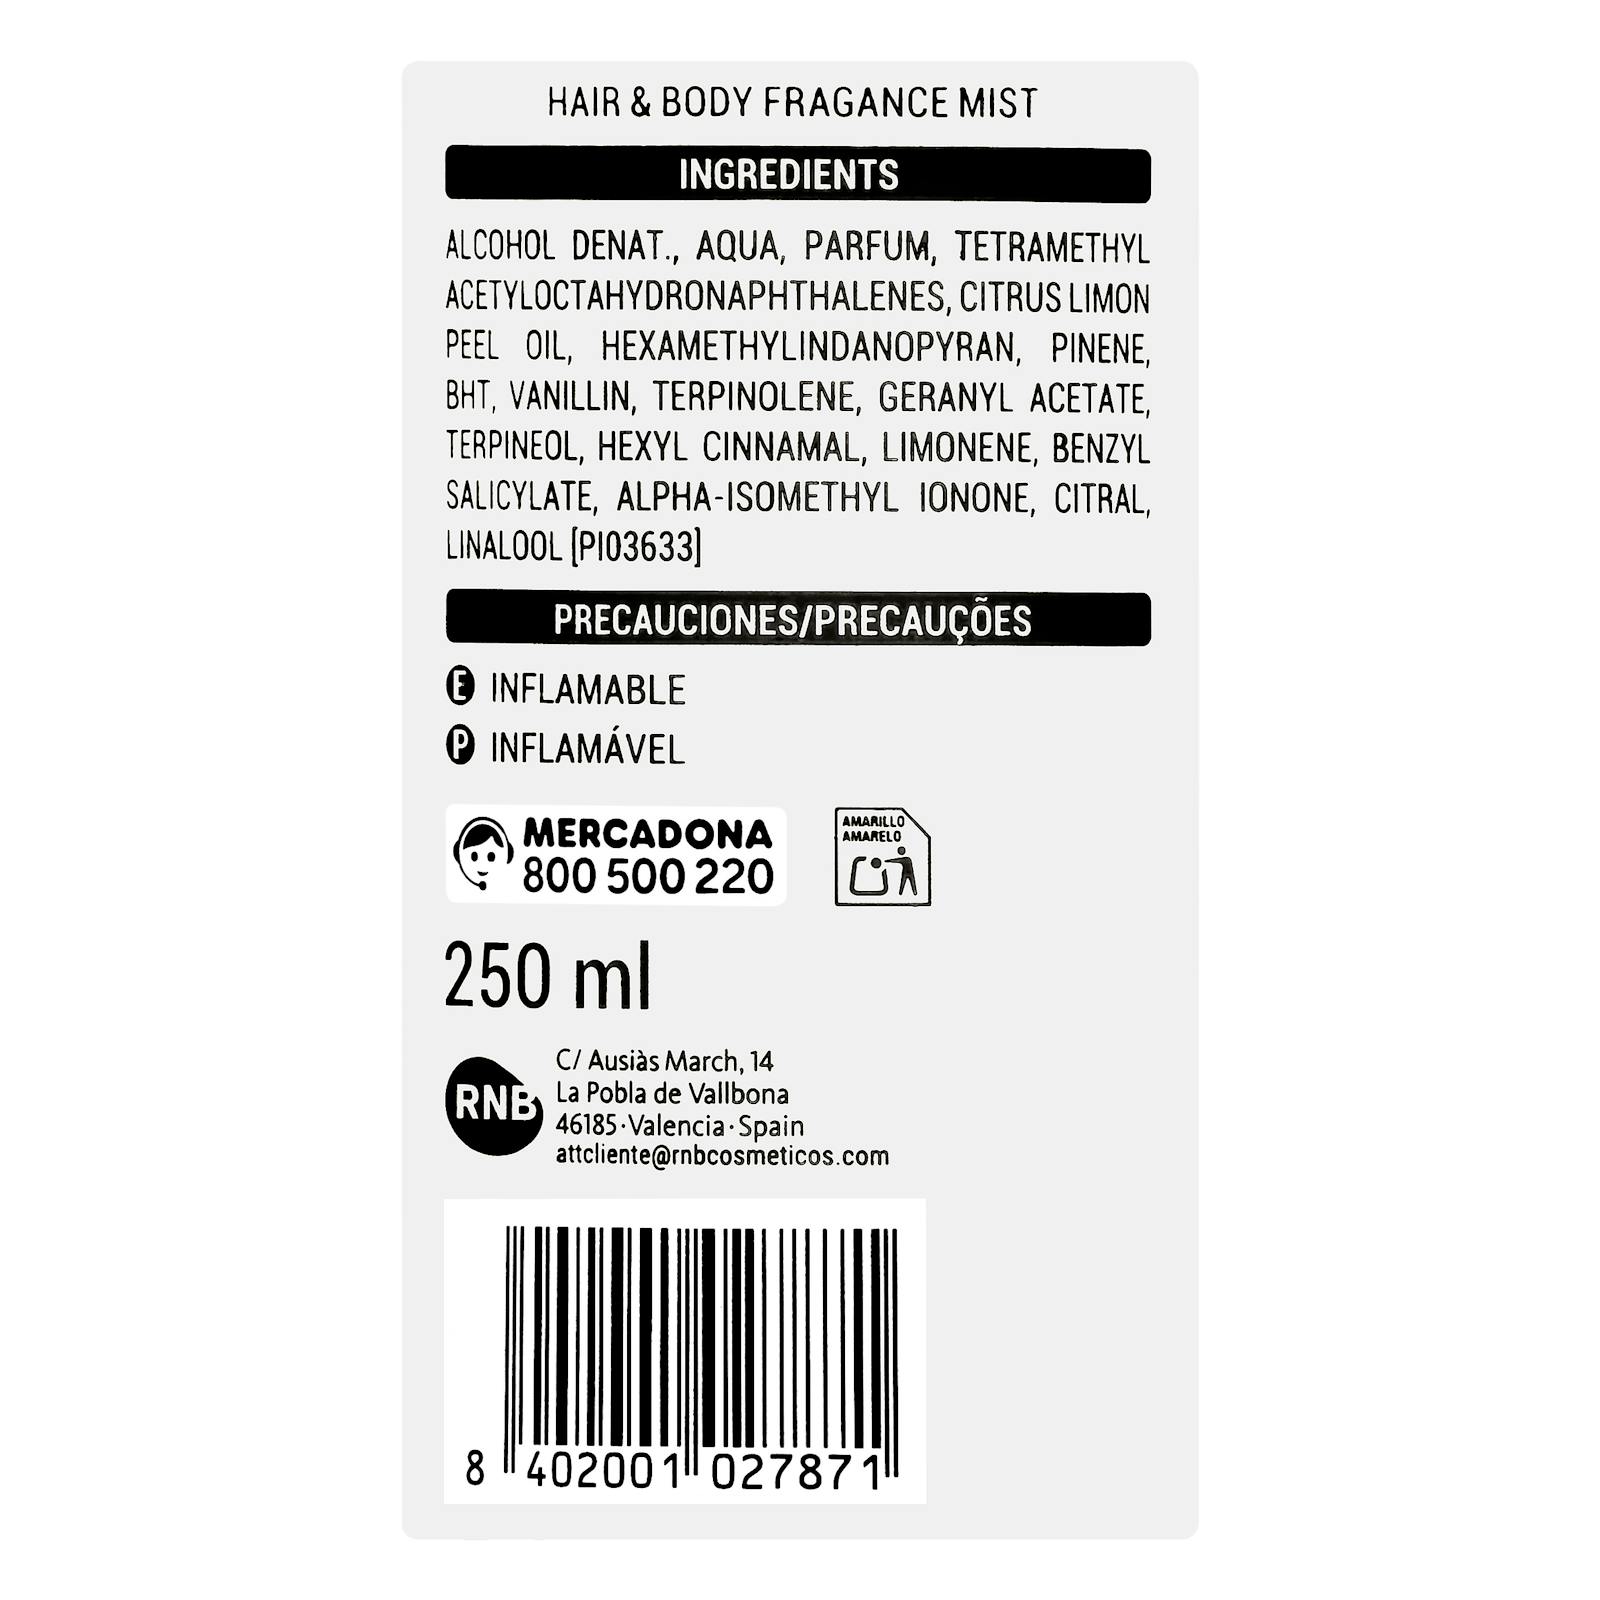 HAIR & BODY FRAGANCE MIST
INGREDIENTS
ALCOHOL DENAT., AQUA, PARFUM, TETRAMETHYL
ACETYLOCTAHYDRONAPHTHALENES, CITRUS LIMON
PEEL OIL, HEXAMETHYLINDANOPYRAN, PINENE,
BHT, VANILLIN, TERPINOLENE, GERANYL ACETATE,
TERPINEOL, HEXYL CINNAMAL, LIMONENE, BENZYL
SALICYLATE, ALPHA-ISOMETHYL IONONE, CITRAL,
LINALOOL [PI03633]
PRECAUCIONES/PRECAUÇÕES
E INFLAMABLE
P INFLAMÁVEL
MERCADONA
800 500 220
AMARILLO
AMARELO
250 ml
RNB
C/ Ausiàs March, 14
La Pobla de Vallbona
46185·Valencia·Spain
attcliente@rnbcosmeticos.com
8 402001 027871